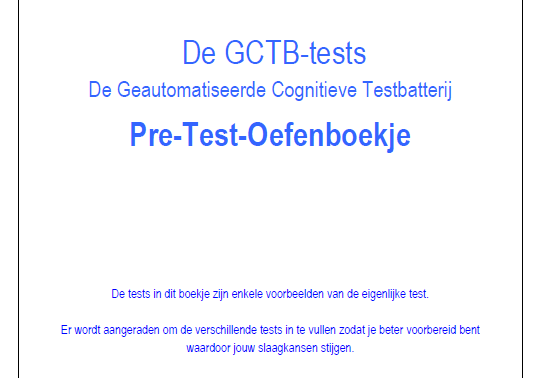 De GCTB-tests
De Geautomatiseerde Cognitieve Testbatterij
Pre-Test-Oefenboekje
De tests in dit boekje zijn enkele voorbeelden van de eigenlijke test.
Er wordt aangeraden om de verschillende tests in te vullen zodat je beter voorbereid bent
waardoor jouw slaagkansen stijgen.